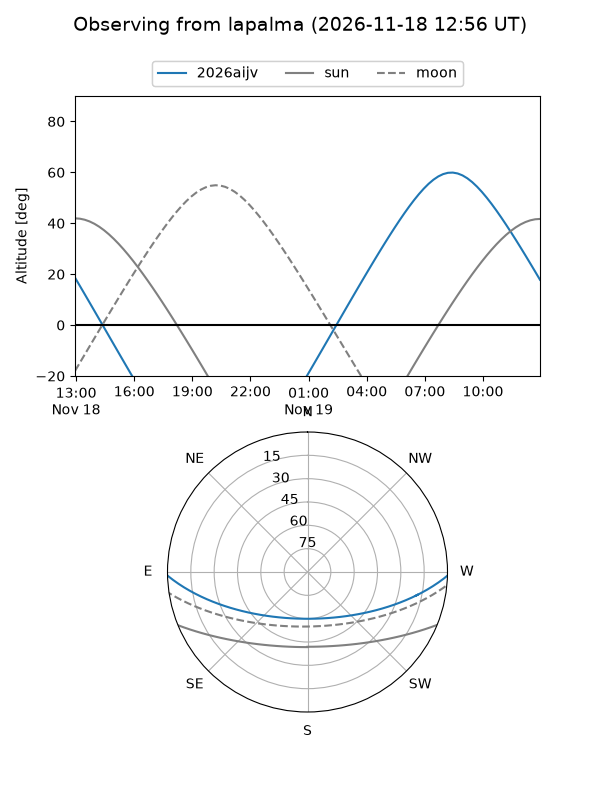 Observing from lapalma (2026-11-18 12:56 UT)
2026aijv sun moon
80
60
40
20
0
−20
Altitude [deg]
13:00 16:00 19:00 22:00 01:00 04:00 07:00 10:00
Nov 18 Nov 19
N
NE NW
15
30
45
60
75
E W
SE SW
S